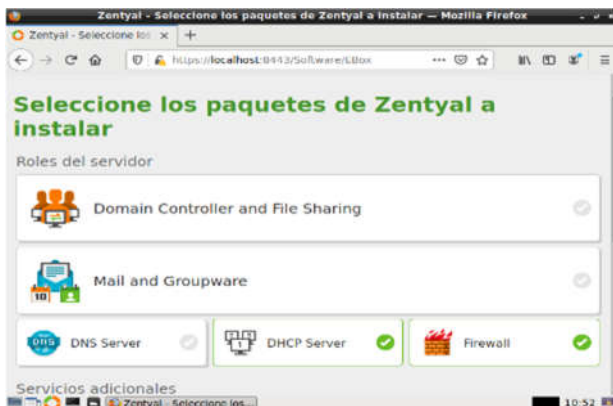 Zentyal - Seleccione los paquetes de Zentyal a instalar — Mozilla Firefox
Zentyal - Seleccione los
https://localhost:8443/Software/EBox
Seleccione los paquetes de Zentyal a
instalar
Roles del servidor
Domain Controller and File Sharing
Mail and Groupware
DNS
DNS Server
DHCP Server
Firewall
Servicios adicionales
Zentyal - Seleccione los...
10:52